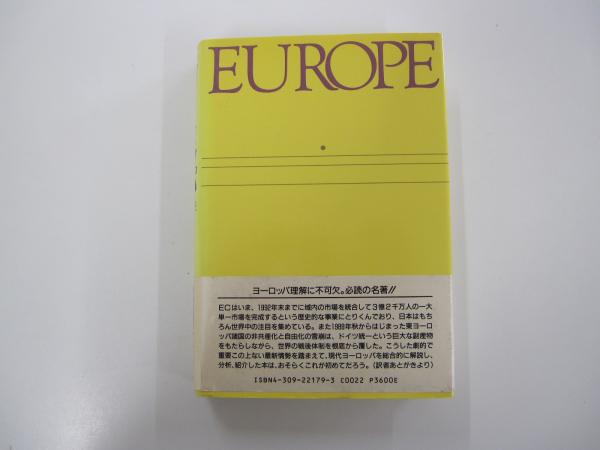 EUROPE
ヨーロッパ理解に不可欠。必読の名著!!
ECはいま、1992年末までに域内の市場を統合して3億2千万人の一大
単一市場を完成するという歴史的な事業にとりくんでおり、日本はもち
ろん世界中の注目を集めている。また1989年秋からはじまった東ヨーロ
ッパ諸国の非共産化と自由化の雪崩は、ドイツ統一という巨大な副産物
をもたらしながら、世界の戦後体制を根底から覆した。こうした劇的で
重要この上ない最新情勢を踏まえて、現代ヨーロッパを総合的に解説し、
分析、紹介した本は、おそらくこれが初めてだろう。（訳者あとがきより）
ISBN4-309-22179-3 C0022 P3600E